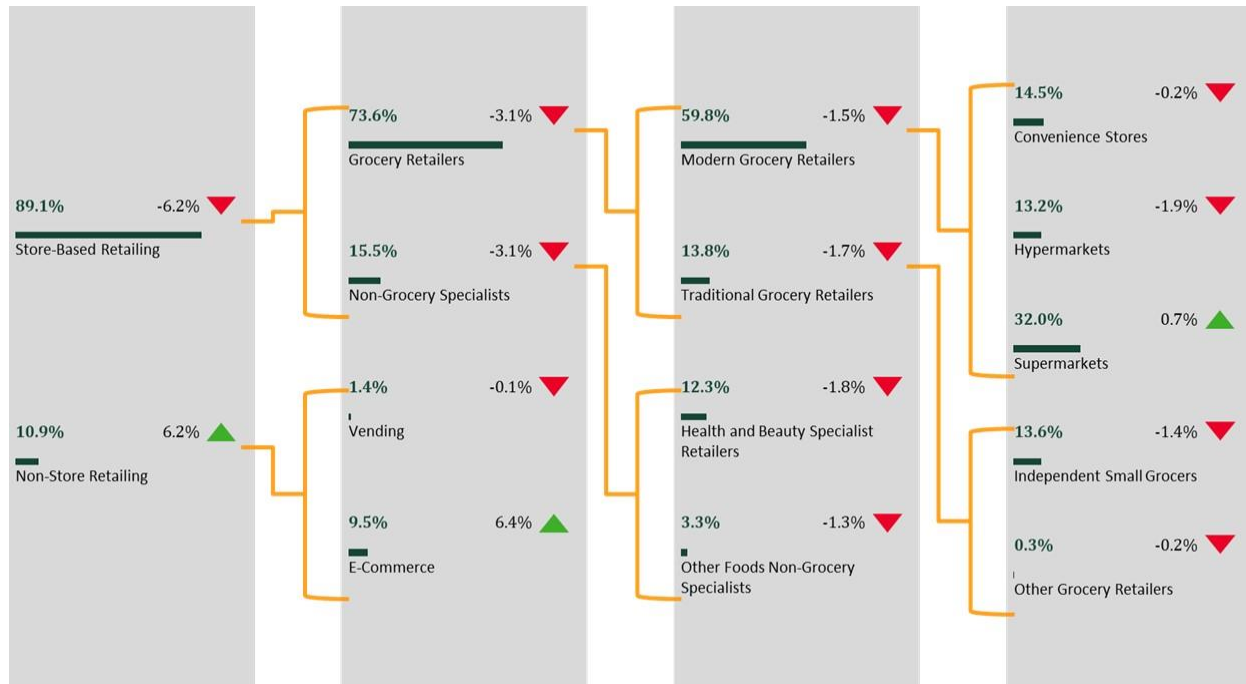 89.1% -6.2%
Store-Based Retailing
10.9% 6.2%
Non-Store Retailing
73.6% -3.1%
Grocery Retailers
15.5% -3.1%
Non-Grocery Specialists
1.4% -0.1%
Vending
9.5% 6.4%
E-Commerce
59.8% -1.5%
Modern Grocery Retailers
13.8% -1.7%
Traditional Grocery Retailers
12.3% -1.8%
Health and Beauty Specialist
Retailers
3.3% -1.3%
Other Foods Non-Grocery
Specialists
14.5% -0.2%
Convenience Stores
13.2% -1.9%
Hypermarkets
32.0% 0.7%
Supermarkets
13.6% -1.4%
Independent Small Grocers
0.3% -0.2%
Other Grocery Retailers